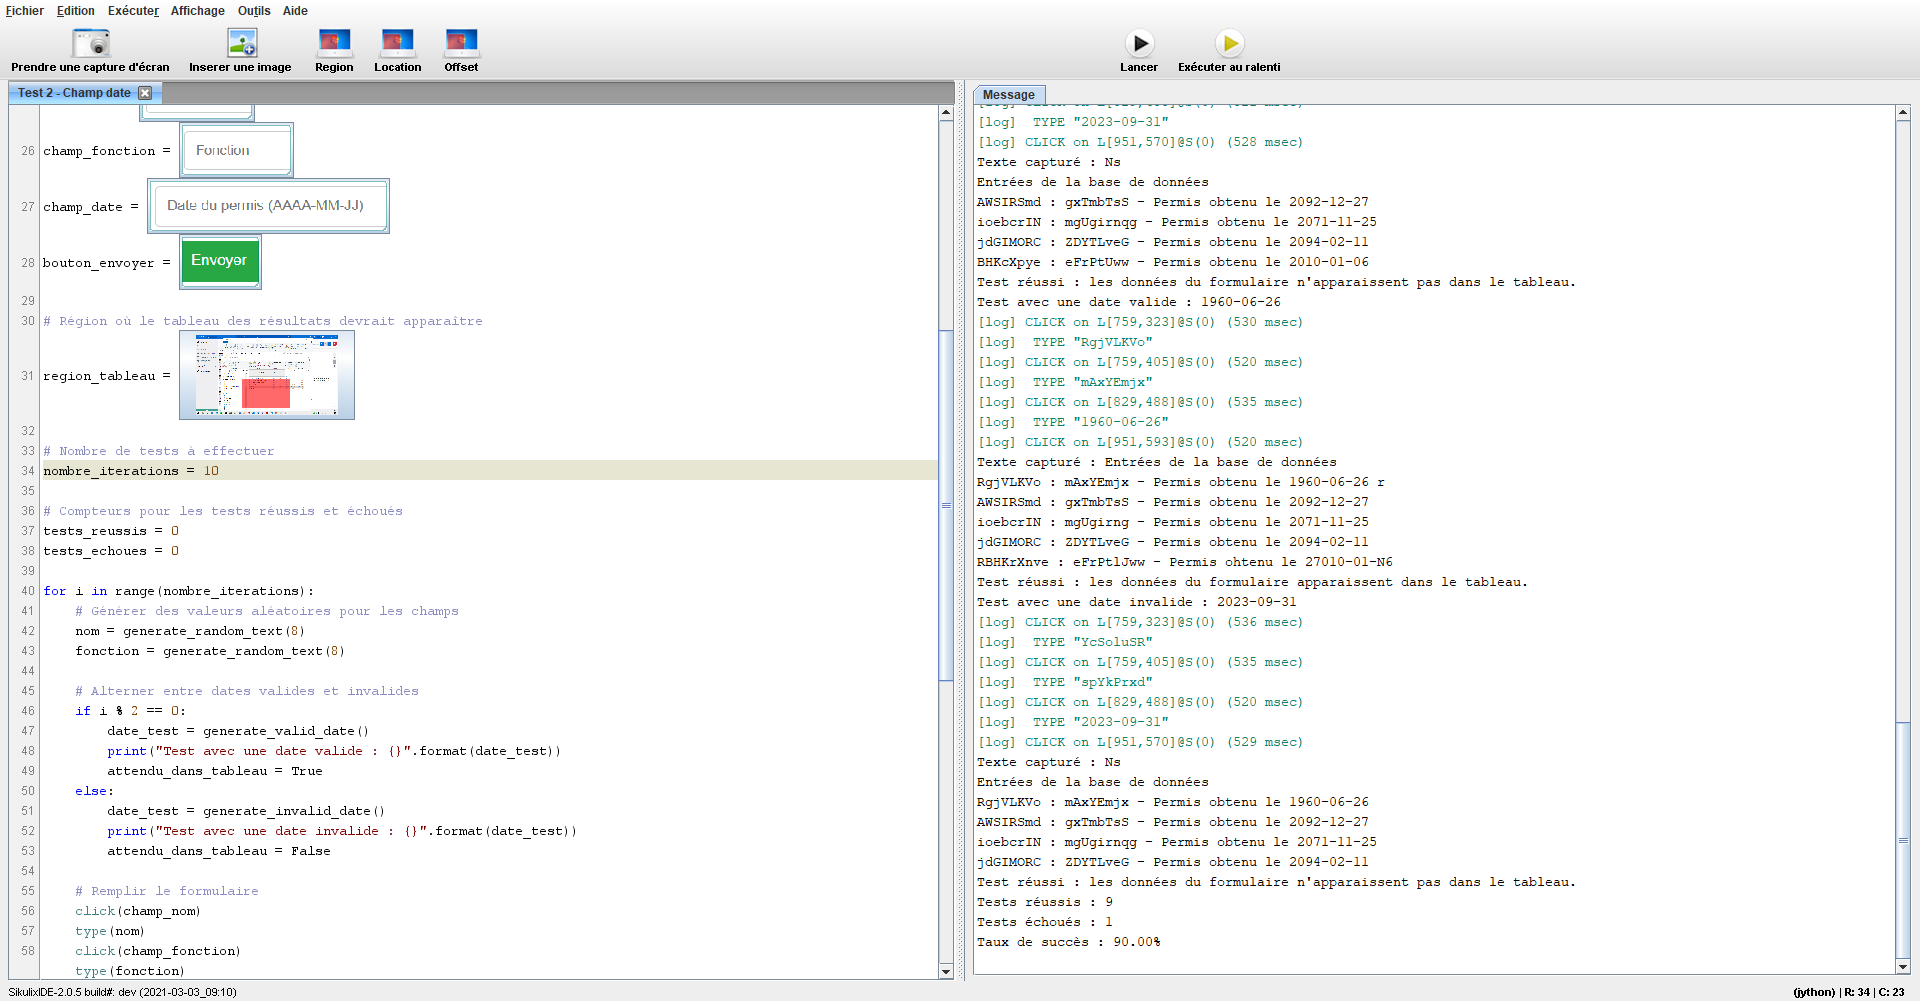 Fichier Edition Exécuter Affichage Outils Aide
Prendre une capture d'écran Inserer une image Region Location Offset Lancer Exécuter au ralenti
Test 2 - Champ date
26 champ_fonction = Fonction
27 champ_date = Date du permis (AAAA-MM-JJ)
28 bouton_envoyer = Envoyer
29
30 # Région où le tableau des résultats devrait apparaître
31 region_tableau =
32
33 # Nombre de tests à effectuer
34 nombre_iterations = 10
35
36 # Compteurs pour les tests réussis et échoués
37 tests_reussis = 0
38 tests_echoues = 0
39
40 for i in range(nombre_iterations):
41 # Générer des valeurs aléatoires pour les champs
42 nom = generate_random_text(8)
43 fonction = generate_random_text(8)
44
45 # Alterner entre dates valides et invalides
46 if i % 2 == 0:
47 date_test = generate_valid_date()
48 print("Test avec une date valide : {}".format(date_test))
49 attendu_dans_tableau = True
50 else:
51 date_test = generate_invalid_date()
52 print("Test avec une date invalide : {}".format(date_test))
53 attendu_dans_tableau = False
54
55 # Remplir le formulaire
56 click(champ_nom)
57 type(nom)
58 click(champ_fonction)
type(fonction)
Message
[log] TYPE "2023-09-31"
[log] CLICK on L[951,570]@S(0) (528 msec)
Texte capturé : Ns
Entrées de la base de données
AWSIRSmd : gxTmbTsS - Permis obtenu le 2092-12-27
ioebcrIN : mgUgirnqg - Permis obtenu le 2071-11-25
jdGIMORC : ZDYTLveG - Permis obtenu le 2094-02-11
BHKcXpye : eFrPtUww - Permis obtenu le 2010-01-06
Test réussi : les données du formulaire n'apparaissent pas dans le tableau.
Test avec une date valide : 1960-06-26
[log] CLICK on L[759,323]@S(0) (530 msec)
[log] TYPE "RgjVLKVo"
[log] CLICK on L[759,405]@S(0) (520 msec)
[log] TYPE "mAxYEmjx"
[log] CLICK on L[829,488]@S(0) (535 msec)
[log] TYPE "1960-06-26"
[log] CLICK on L[951,593]@S(0) (520 msec)
Texte capturé : Entrées de la base de données
RgjVLKVo : mAxYEmjx - Permis obtenu le 1960-06-26 r
AWSIRSmd : gxTmbTsS - Permis obtenu le 2092-12-27
ioebcrIN : mgUgirng - Permis obtenu le 2071-11-25
jdGIMORC : ZDYTLveG - Permis obtenu le 2094-02-11
RBHKrXnve : eFrPtlJww - Permis ohtenu le 27010-01-N6
Test réussi : les données du formulaire apparaissent dans le tableau.
Test avec une date invalide : 2023-09-31
[log] CLICK on L[759,323]@S(0) (536 msec)
[log] TYPE "YcSoluSR"
[log] CLICK on L[759,405]@S(0) (535 msec)
[log] TYPE "spYkPrxd"
[log] CLICK on L[829,488]@S(0) (520 msec)
[log] TYPE "2023-09-31"
[log] CLICK on L[951,570]@S(0) (529 msec)
Texte capturé : Ns
Entrées de la base de données
RgjVLKVo : mAxYEmjx - Permis obtenu le 1960-06-26
AWSIRSmd : gxTmbTsS - Permis obtenu le 2092-12-27
ioebcrIN : mgUgirnqg - Permis obtenu le 2071-11-25
jdGIMORC : ZDYTLveG - Permis obtenu le 2094-02-11
Test réussi : les données du formulaire n'apparaissent pas dans le tableau.
Tests réussis : 9
Tests échoués : 1
Taux de succès : 90.00%
SikulixIDE-2.0.5 build#: dev (2021-03-03_09:10)
(jython) | R: 34 | C: 23